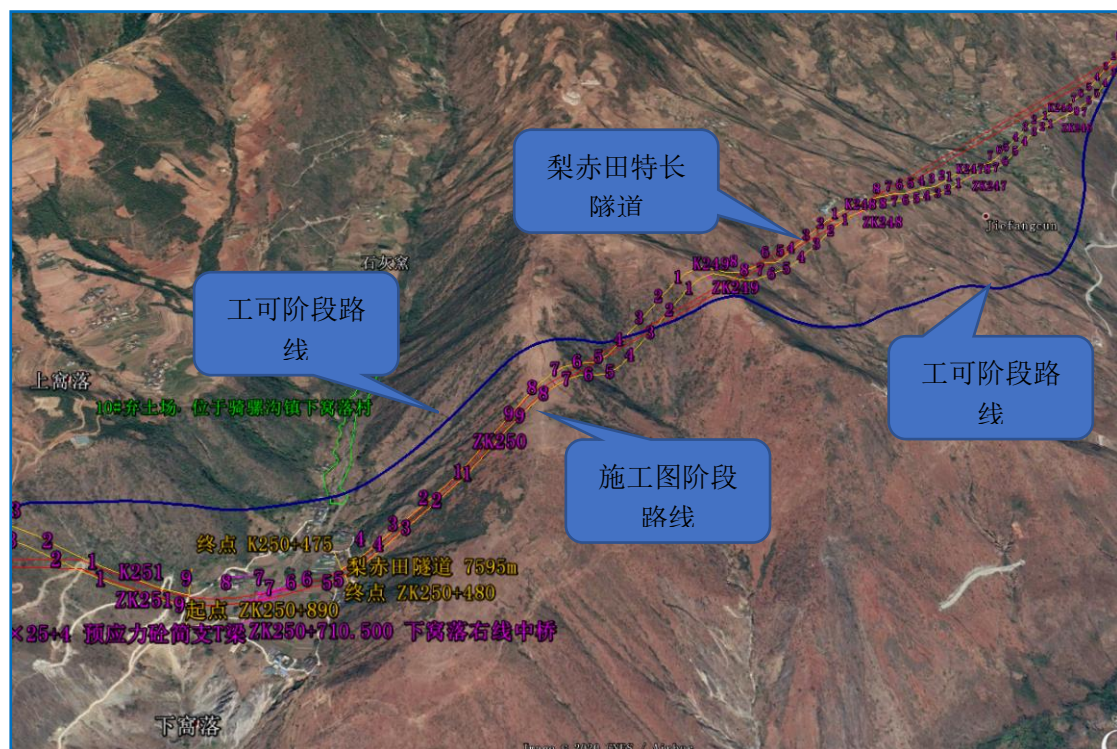 梨赤田特长
隧道
工可阶段路
线
工可阶段路
线
施工图阶段
路线
K246
ZK246
K247
ZK247
Jiefangcun
K248
ZK248
K249
ZK249
石灰窑
上窝落
10#弃土场. 位于骑骡沟镇下窝落村
ZK250
终点 K250+475
梨赤田隧道 7595m
终点 ZK250+480
K251
ZK251
起点 ZK250+890
×25+4 预应力砼简支T梁
ZK250+710.500 下窝落右线中桥
下窝落